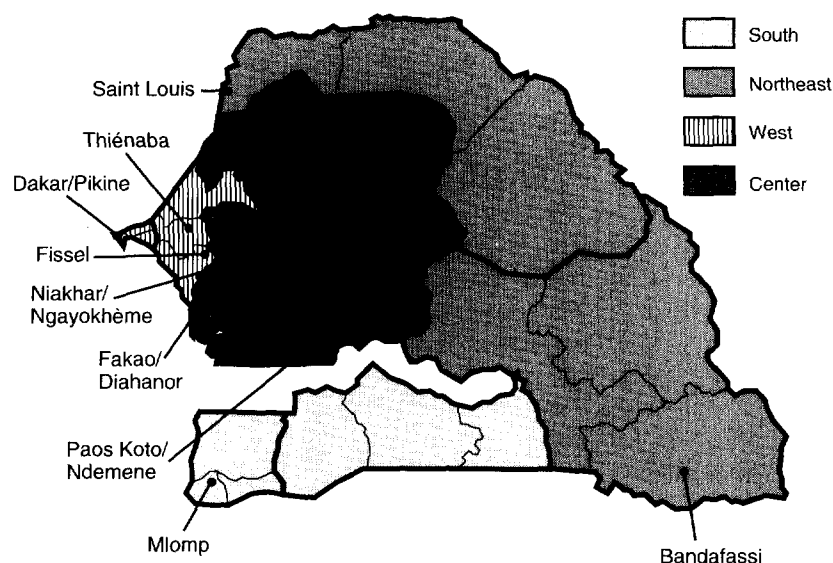 South
Northeast
West
Center
Saint Louis
Thiénaba
Dakar/Pikine
Fissel
Niakhar/
Ngayokhème
Fakao/
Diahanor
Paos Koto/
Ndemene
Mlomp
Bandafassi